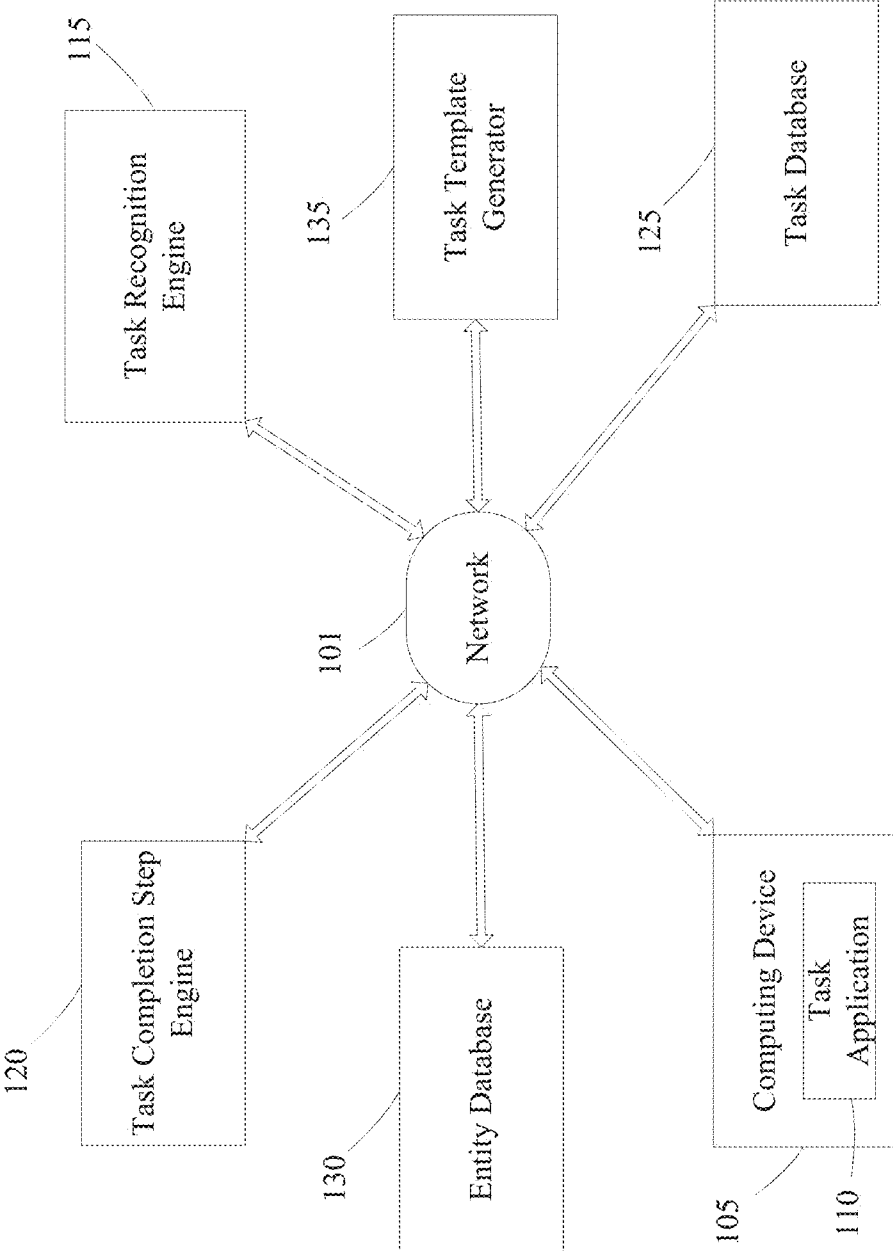 120
Task Completion Step
Engine
115
Task Recognition
Engine
130
Entity Database
101
Network
135
Task Template
Generator
105
Computing Device
110
Task
Application
125
Task Database